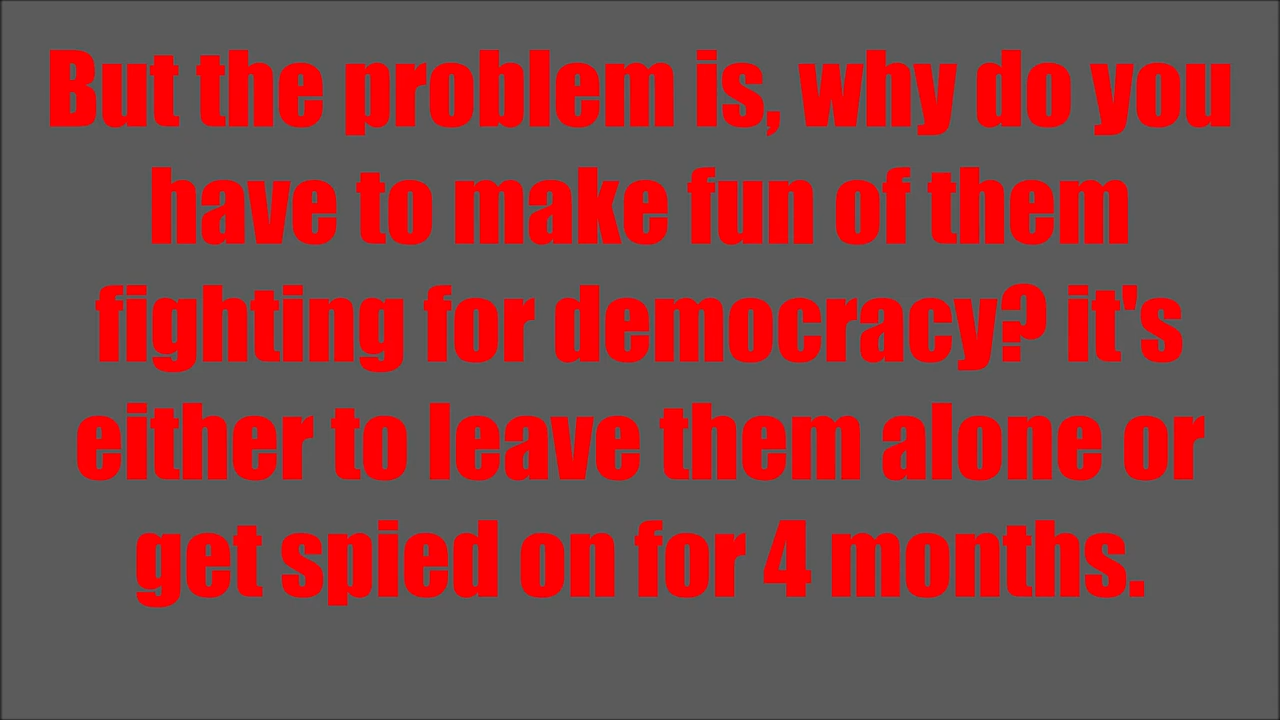 But the problem is, why do you
have to make fun of them
fighting for democracy? it's
either to leave them alone or
get spied on for 4 months.